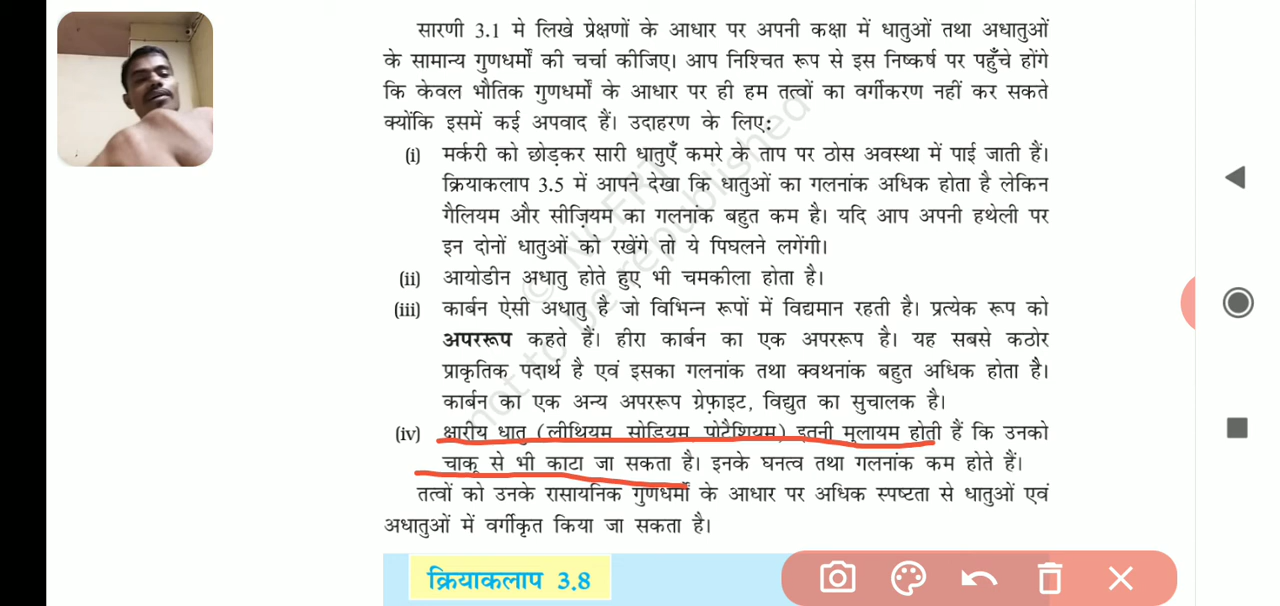 सारणी 3.1 मे लिखे प्रेक्षणों के आधार पर अपनी कक्षा में धातुओं तथा अधातुओं
के सामान्य गुणधर्मों की चर्चा कीजिए। आप निश्चित रूप से इस निष्कर्ष पर पहुँचे होंगे
कि केवल भौतिक गुणधर्मों के आधार पर ही हम तत्वों का वर्गीकरण नहीं कर सकते
क्योंकि इसमें कई अपवाद हैं। उदाहरण के लिए:
(i) मर्करी को छोड़कर सारी धातुएँ कमरे के ताप पर ठोस अवस्था में पाई जाती हैं।
क्रियाकलाप 3.5 में आपने देखा कि धातुओं का गलनांक अधिक होता है लेकिन
गैलियम और सीज़ियम का गलनांक बहुत कम है। यदि आप अपनी हथेली पर
इन दोनों धातुओं को रखेंगे तो ये पिघलने लगेंगी।
(ii) आयोडीन अधातु होते हुए भी चमकीला होता है।
(iii) कार्बन ऐसी अधातु है जो विभिन्न रूपों में विद्यमान रहती है। प्रत्येक रूप को
अपररूप कहते हैं। हीरा कार्बन का एक अपररूप है। यह सबसे कठोर
प्राकृतिक पदार्थ है एवं इसका गलनांक तथा क्वथनांक बहुत अधिक होता है।
कार्बन का एक अन्य अपररूप ग्रेफ़ाइट, विद्युत का सुचालक है।
(iv) क्षारीय धातु (लीथियम, सोडियम, पोटैशियम) इतनी मुलायम होती हैं कि उनको
चाकू से भी काटा जा सकता है। इनके घनत्व तथा गलनांक कम होते हैं।
तत्वों को उनके रासायनिक गुणधर्मों के आधार पर अधिक स्पष्टता से धातुओं एवं
अधातुओं में वर्गीकृत किया जा सकता है।
क्रियाकलाप 3.8
© NCERT
not to be republished